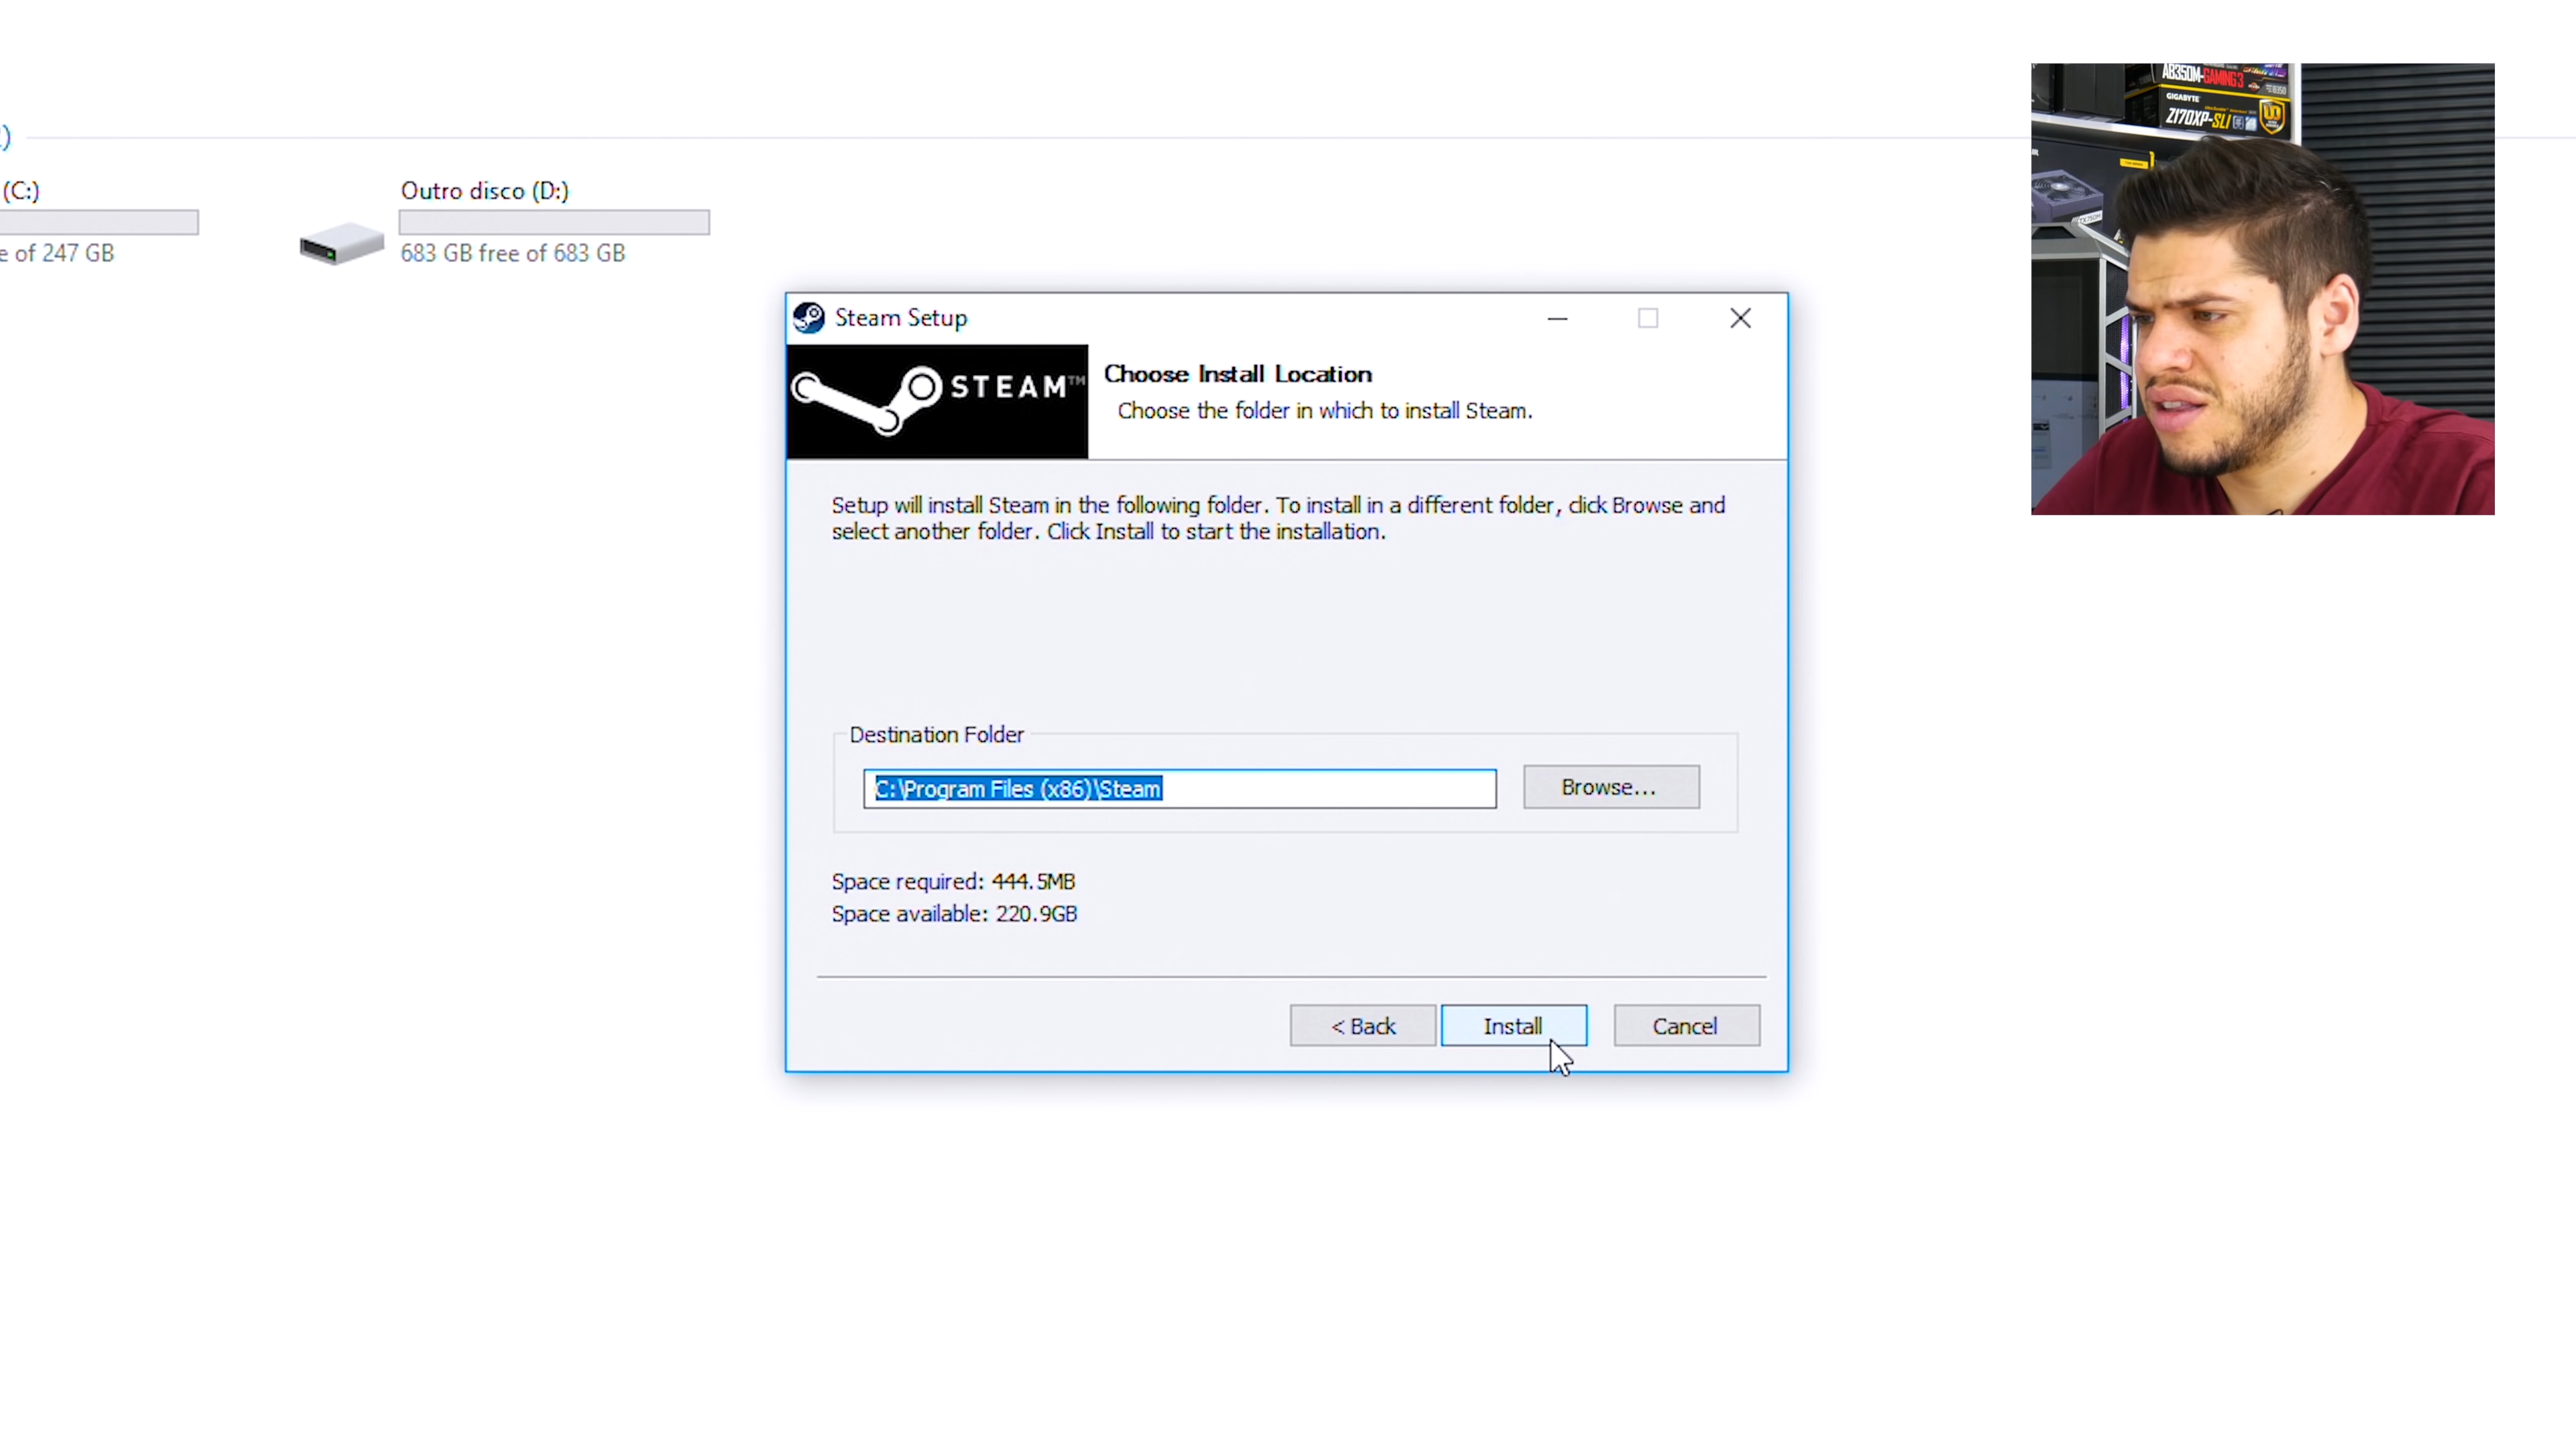 AB350M-GAMING 3
GIGABYTE
Z170XP-SLI
(C:)
Outro disco (D:)
e of 247 GB
683 GB free of 683 GB
Steam Setup
STEAM™
Choose Install Location
Choose the folder in which to install Steam.
Setup will install Steam in the following folder. To install in a different folder, click Browse and
select another folder. Click Install to start the installation.
Destination Folder
C:\Program Files (x86)\Steam
Browse...
Space required: 444.5MB
Space available: 220.9GB
< Back
Install
Cancel